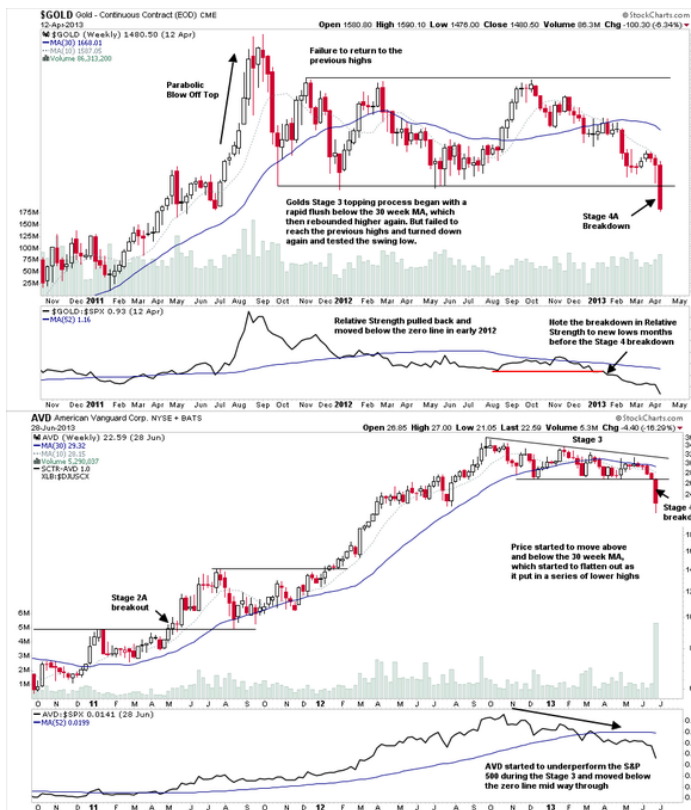 $GOLD Gold - Continuous Contract (EOD) CME
© StockCharts.com
12-Apr-2013
Open 1580.80 High 1590.10 Low 1476.00 Close 1480.50 Volume 86.3M Chg -100.30 (-6.34%)
$GOLD (Weekly) 1480.50 (12 Apr)
MA(30) 1668.01
MA(10) 1587.05
Volume 86,313,200
Parabolic
Blow Off Top
Failure to return to the
previous highs
Golds Stage 3 topping process began with a
rapid flush below the 30 week MA, which
then rebounded higher again. But failed to
reach the previous highs and turned down
again and tested the swing low.
Stage 4A
Breakdown
175M
150M
125M
100M
75M
50M
25M
Nov Dec 2011 Feb Mar Apr May Jun Jul Aug Sep Oct Nov Dec 2012 Feb Mar Apr May Jun Jul Aug Sep Oct Nov Dec 2013 Feb Mar Apr May
$GOLD:$SPX 0.93 (12 Apr)
MA(52) 1.16
Relative Strength pulled back and
moved below the zero line in early 2012
Note the breakdown in Relative
Strength to new lows months
before the Stage 4 breakdown
Nov Dec 2011 Feb Mar Apr May Jun Jul Aug Sep Oct Nov Dec 2012 Feb Mar Apr May Jun Jul Aug Sep Oct Nov Dec 2013 Feb Mar Apr May
AVD American Vanguard Corp. NYSE + BATS
© StockCharts.com
28-Jun-2013
Open 26.85 High 27.00 Low 21.05 Last 22.59 Volume 5.3M Chg -4.40 (-16.29%)
AVD (Weekly) 22.59 (28 Jun)
MA(30) 29.32
MA(10) 28.15
Volume 5,290,037
SCTR-AVD 1.0
XLB:$DJUSCX
Stage 3
Stage
breakd
Price started to move above
and below the 30 week MA,
which started to flatten out as
it put in a series of lower highs
Stage 2A
breakout
6M
5M
4M
3M
2M
1M
O N D 11 F M A M J J A S O N D 12 F M A M J J A S O N D 13 F M A M J J
AVD:$SPX 0.0141 (28 Jun)
MA(52) 0.0199
AVD started to underperform the S&P
500 during the Stage 3 and moved below
the zero line mid way through
O N D 11 F M A M J J A S O N D 12 F M A M J J A S O N D 13 F M A M J J